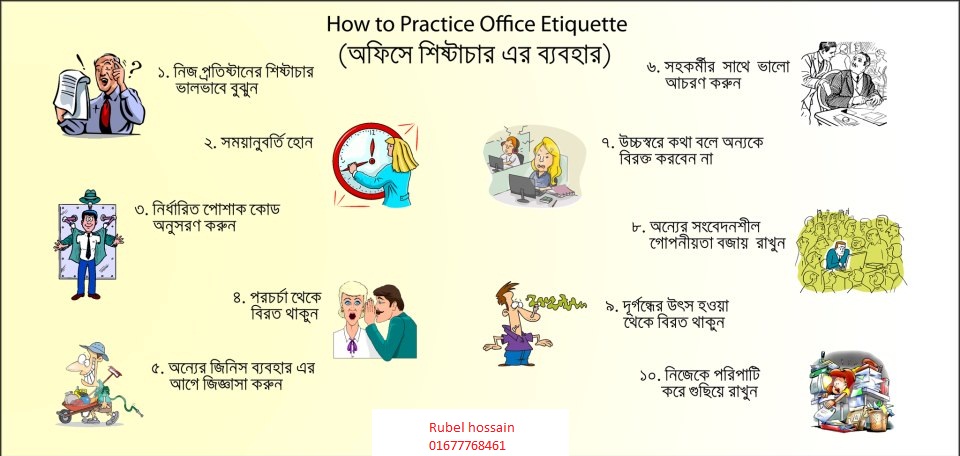 How to Practice Office Etiquette
(অফিসে শিষ্টাচার এর ব্যবহার)
১. নিজ প্রতিষ্টানের শিষ্টাচার
ভালভাবে বুঝুন
২. সময়ানুবর্তি হোন
৩. নির্ধারিত পোশাক কোড
অনুসরণ করুন
৪. পরচর্চা থেকে
বিরত থাকুন
৫. অন্যের জিনিস ব্যবহার এর
আগে জিজ্ঞাসা করুন
৬. সহকর্মীর সাথে ভালো
আচরণ করুন
৭. উচ্চস্বরে কথা বলে অন্যকে
বিরক্ত করবেন না
৮. অন্যের সংবেদনশীল
গোপনীয়তা বজায় রাখুন
৯. দূর্গন্ধের উৎস হওয়া
থেকে বিরত থাকুন
১০. নিজেকে পরিপাটি
করে গুছিয়ে রাখুন
Rubel hossain
01677768461